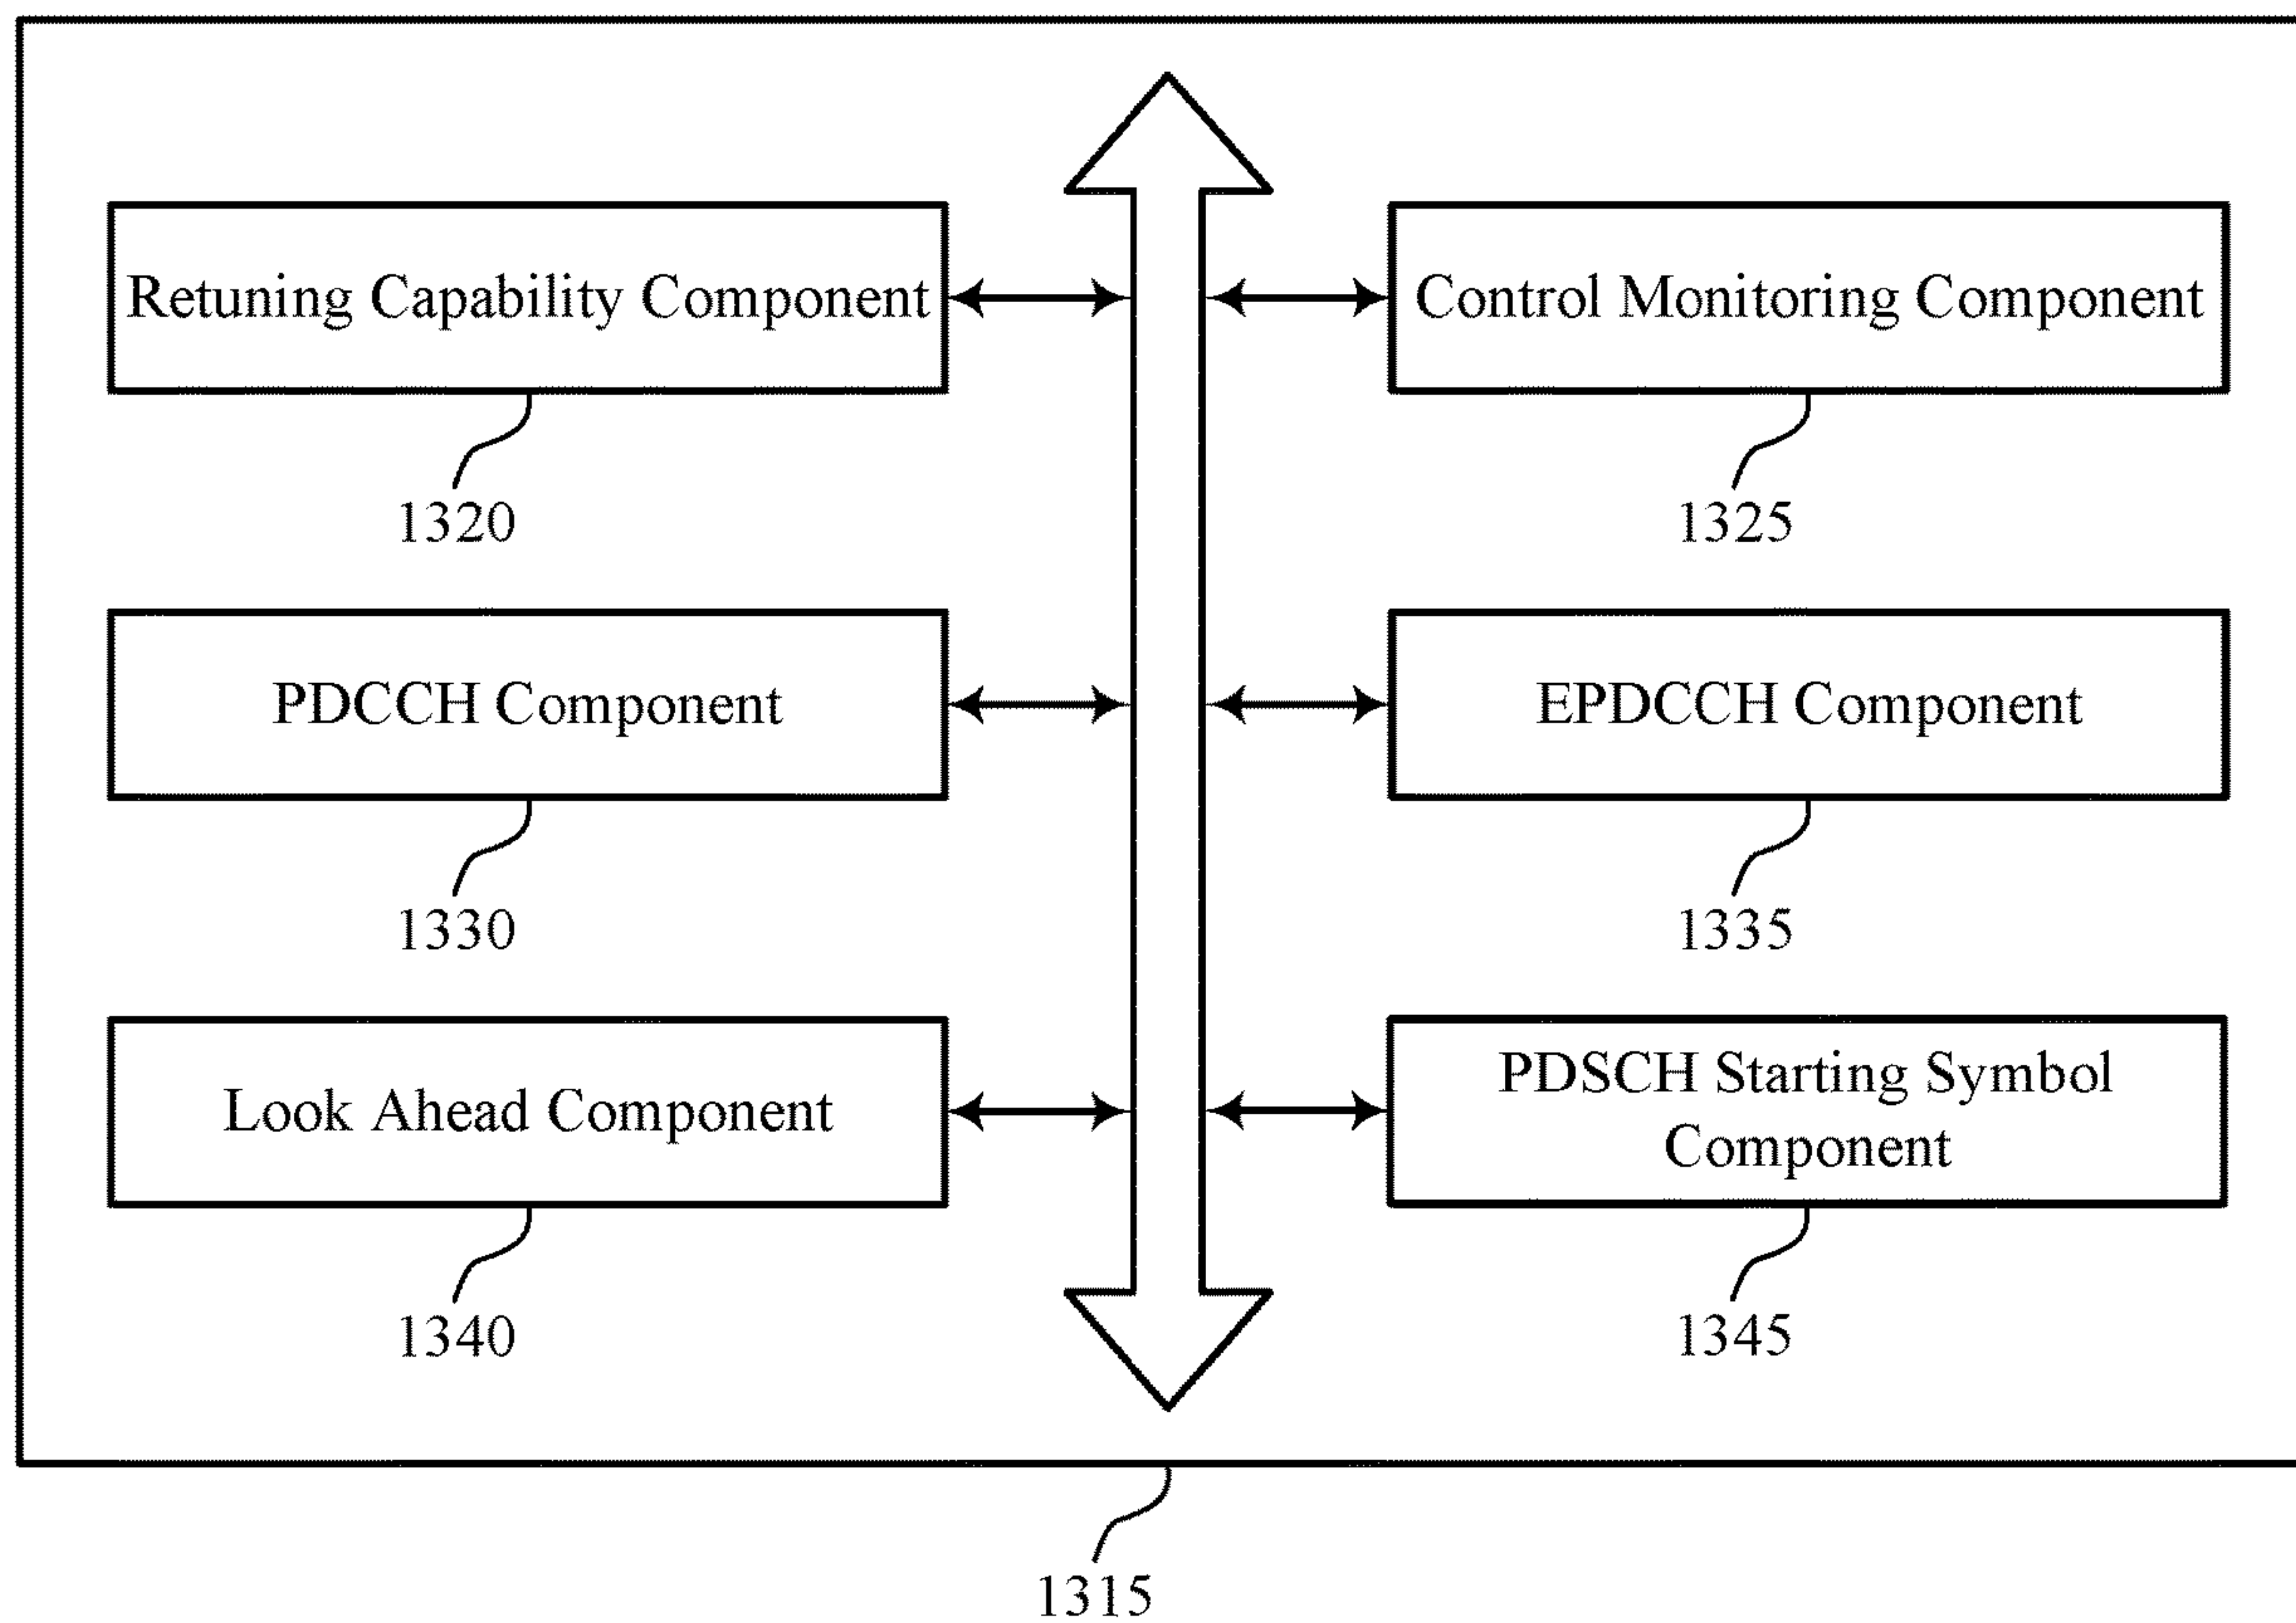 Retuning Capability Component
Control Monitoring Component
1320
1325
PDCCH Component
EPDCCH Component
1330
1335
Look Ahead Component
PDSCH Starting Symbol
Component
1340
1345
1315